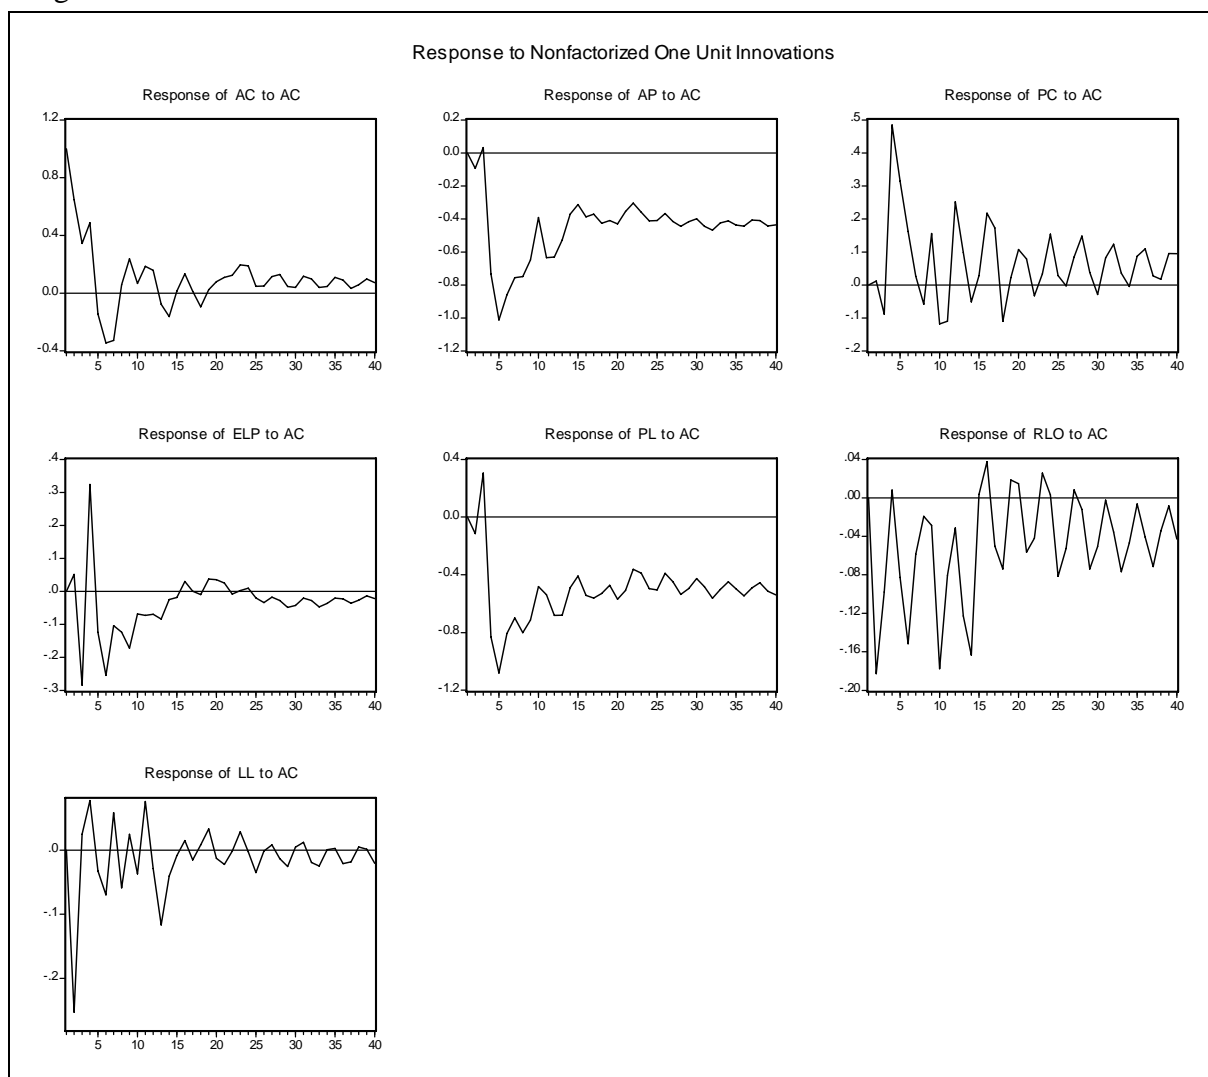 Response to Nonfactorized One Unit Innovations
Response of AC to AC
1.2
0.8
0.4
0.0
-0.4
5 10 15 20 25 30 35 40
Response of AP to AC
0.2
0.0
-0.2
-0.4
-0.6
-0.8
-1.0
-1.2
5 10 15 20 25 30 35 40
Response of PC to AC
.5
.4
.3
.2
.1
.0
-.1
-.2
5 10 15 20 25 30 35 40
Response of ELP to AC
.4
.3
.2
.1
.0
-.1
-.2
-.3
5 10 15 20 25 30 35 40
Response of PL to AC
0.4
0.0
-0.4
-0.8
-1.2
5 10 15 20 25 30 35 40
Response of RLO to AC
.04
.00
-.04
-.08
-.12
-.16
-.20
5 10 15 20 25 30 35 40
Response of LL to AC
.0
-.1
-.2
5 10 15 20 25 30 35 40